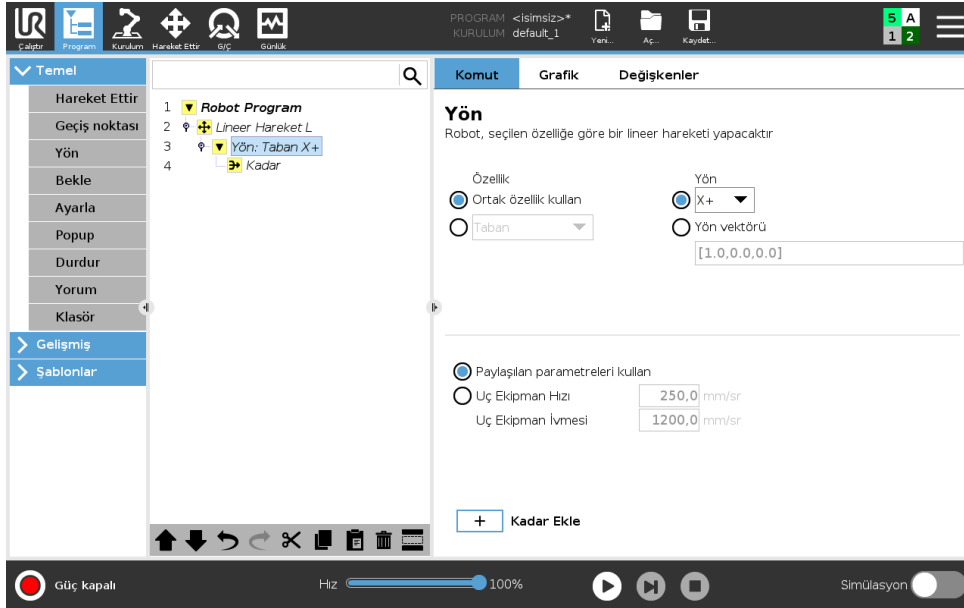 PROGRAM <isimsiz>*
KURULUM default_1
Çalıştır
Program
Kurulum
Hareket Ettir
G/Ç
Günlük
Yeni...
Aç...
Kaydet...
5 A
1 2
Temel
Hareket Ettir
Geçiş noktası
Yön
Bekle
Ayarla
Popup
Durdur
Yorum
Klasör
Gelişmiş
Şablonlar
1 Robot Program
2 Lineer Hareket L
3 Yön: Taban X+
4 Kadar
Komut
Grafik
Değişkenler
Yön
Robot, seçilen özelliğe göre bir lineer hareketi yapacaktır
Özellik
Ortak özellik kullan
Taban
Yön
X+
Yön vektörü
[1.0,0.0,0.0]
Paylaşılan parametreleri kullan
Uç Ekipman Hızı 250,0 mm/sr
Uç Ekipman İvmesi 1200,0 mm/sr
+ Kadar Ekle
Güç kapalı
Hız 100%
Simülasyon